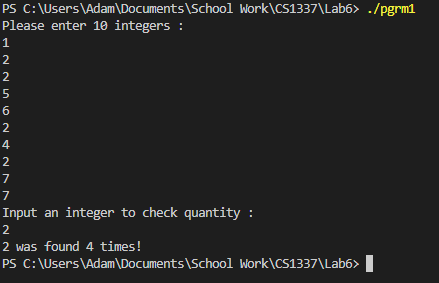 PS C:\Users\Adam\Documents\School Work\CS1337\Lab6> ./pgrm1
Please enter 10 integers :
1
2
2
5
6
2
4
2
7
7
Input an integer to check quantity :
2
2 was found 4 times!
PS C:\Users\Adam\Documents\School Work\CS1337\Lab6>